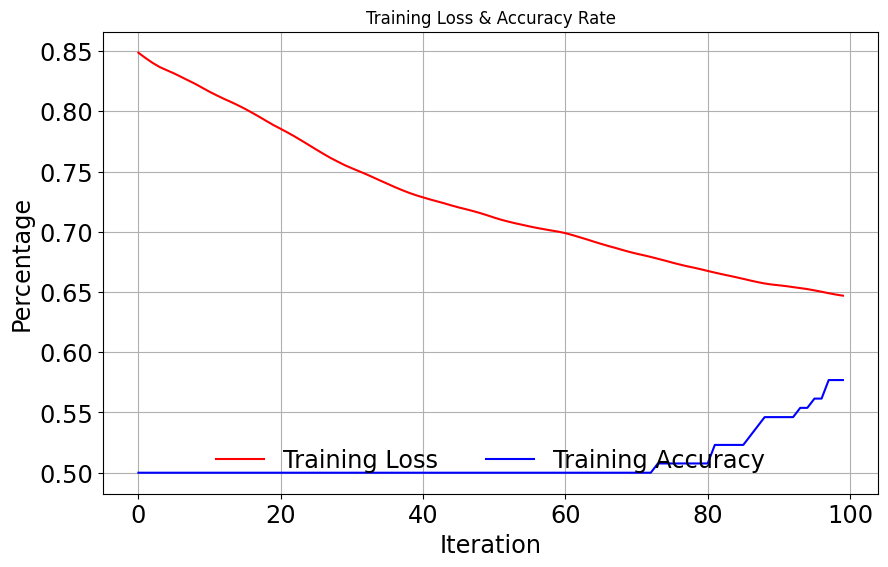 Training Loss & Accuracy Rate
0.85
0.80
0.75
0.70
0.65
0.60
0.55
0.50
Percentage
Training Loss Training Accuracy
0 20 40 60 80 100
Iteration